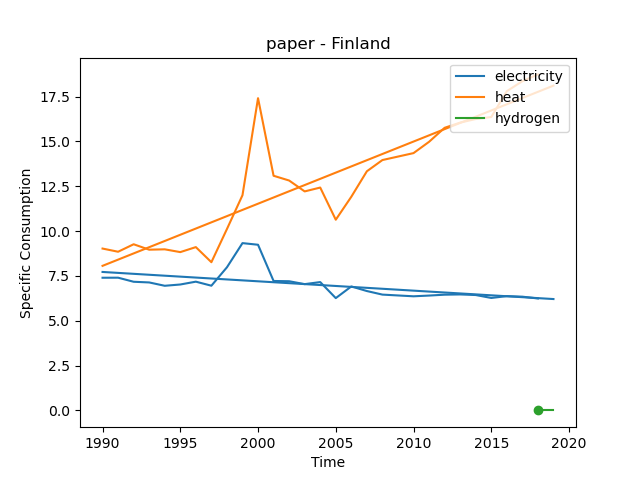 paper - Finland
electricity
heat
hydrogen
Specific Consumption
17.5
15.0
12.5
10.0
7.5
5.0
2.5
0.0
1990 1995 2000 2005 2010 2015 2020
Time